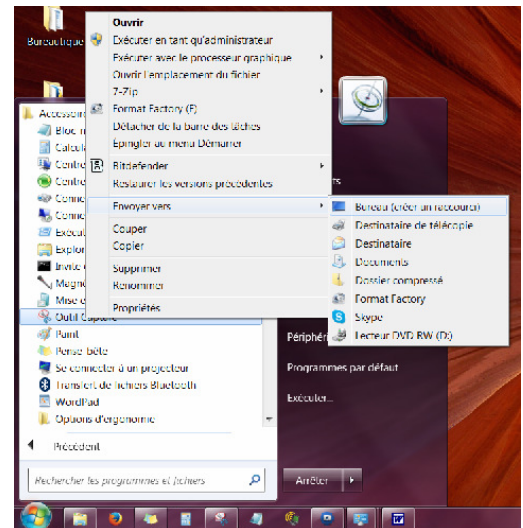 Bureautique
Ouvrir
Exécuter en tant qu'administrateur
Exécuter avec le processeur graphique
Ouvrir l'emplacement du fichier
7-Zip
Format Factory (F)
Détacher de la barre des tâches
Épingler au menu Démarrer
Bitdefender
Restaurer les versions précédentes
Envoyer vers
Couper
Copier
Supprimer
Renommer
Propriétés
Bureau (créer un raccourci)
Destinataire de télécopie
Destinataire
Documents
Dossier compressé
Format Factory
Skype
Lecteur DVD RW (D:)
Accessoire
Bloc n
Calcula
Centre
Centre
Conne
Conne
Exécut
Explor
Invite
Magné
Mise e
Outil Capture
Paint
Pense-bête
Se connecter à un projecteur
Transfert de fichiers Bluetooth
WordPad
Options d'ergonomie
Précédent
Rechercher les programmes et fichiers
ts
Périphéri
Programmes par défaut
Exécuter...
Arrêter